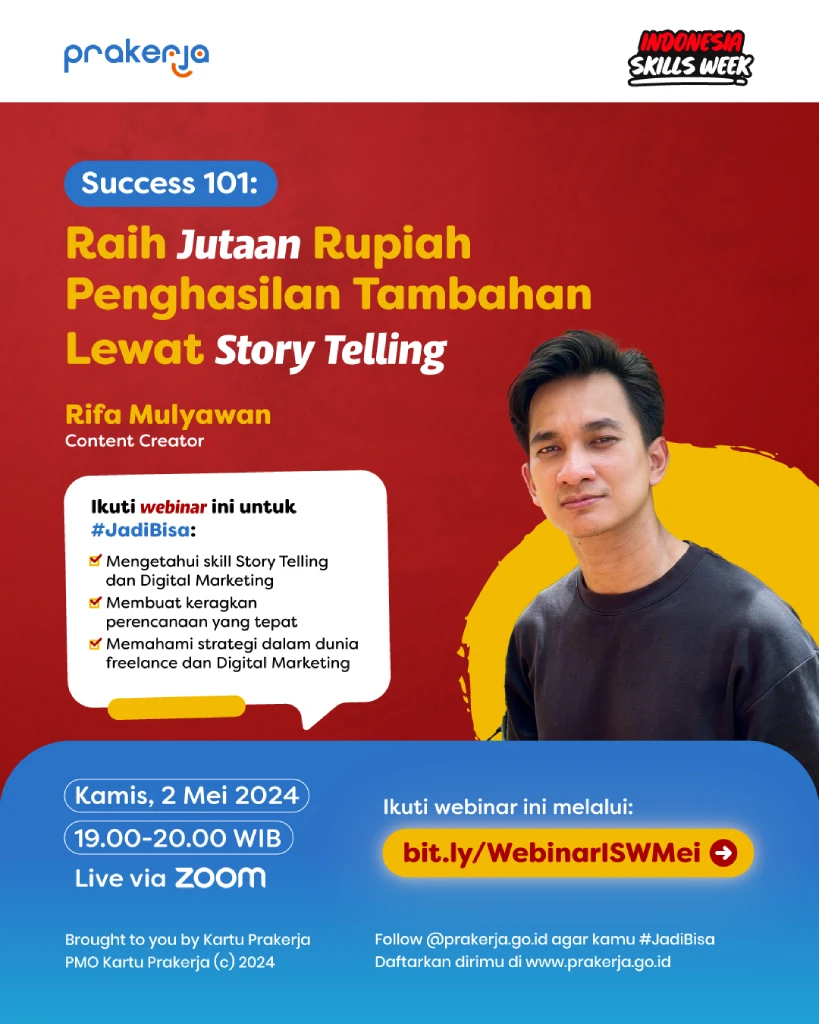 prakerja
INDONESIA
SKILLS WEEK
Success 101:
Raih Jutaan Rupiah
Penghasilan Tambahan
Lewat Story Telling
Rifa Mulyawan
Content Creator
Ikuti webinar ini untuk
#JadiBisa:
Mengetahui skill Story Telling
dan Digital Marketing
Membuat keragkan
perencanaan yang tepat
Memahami strategi dalam dunia
freelance dan Digital Marketing
Kamis, 2 Mei 2024
19.00-20.00 WIB
Live via zoom
Ikuti webinar ini melalui:
bit.ly/WebinarISWMei
Brought to you by Kartu Prakerja
PMO Kartu Prakerja (c) 2024
Follow @prakerja.go.id agar kamu #JadiBisa
Daftarkan dirimu di www.prakerja.go.id